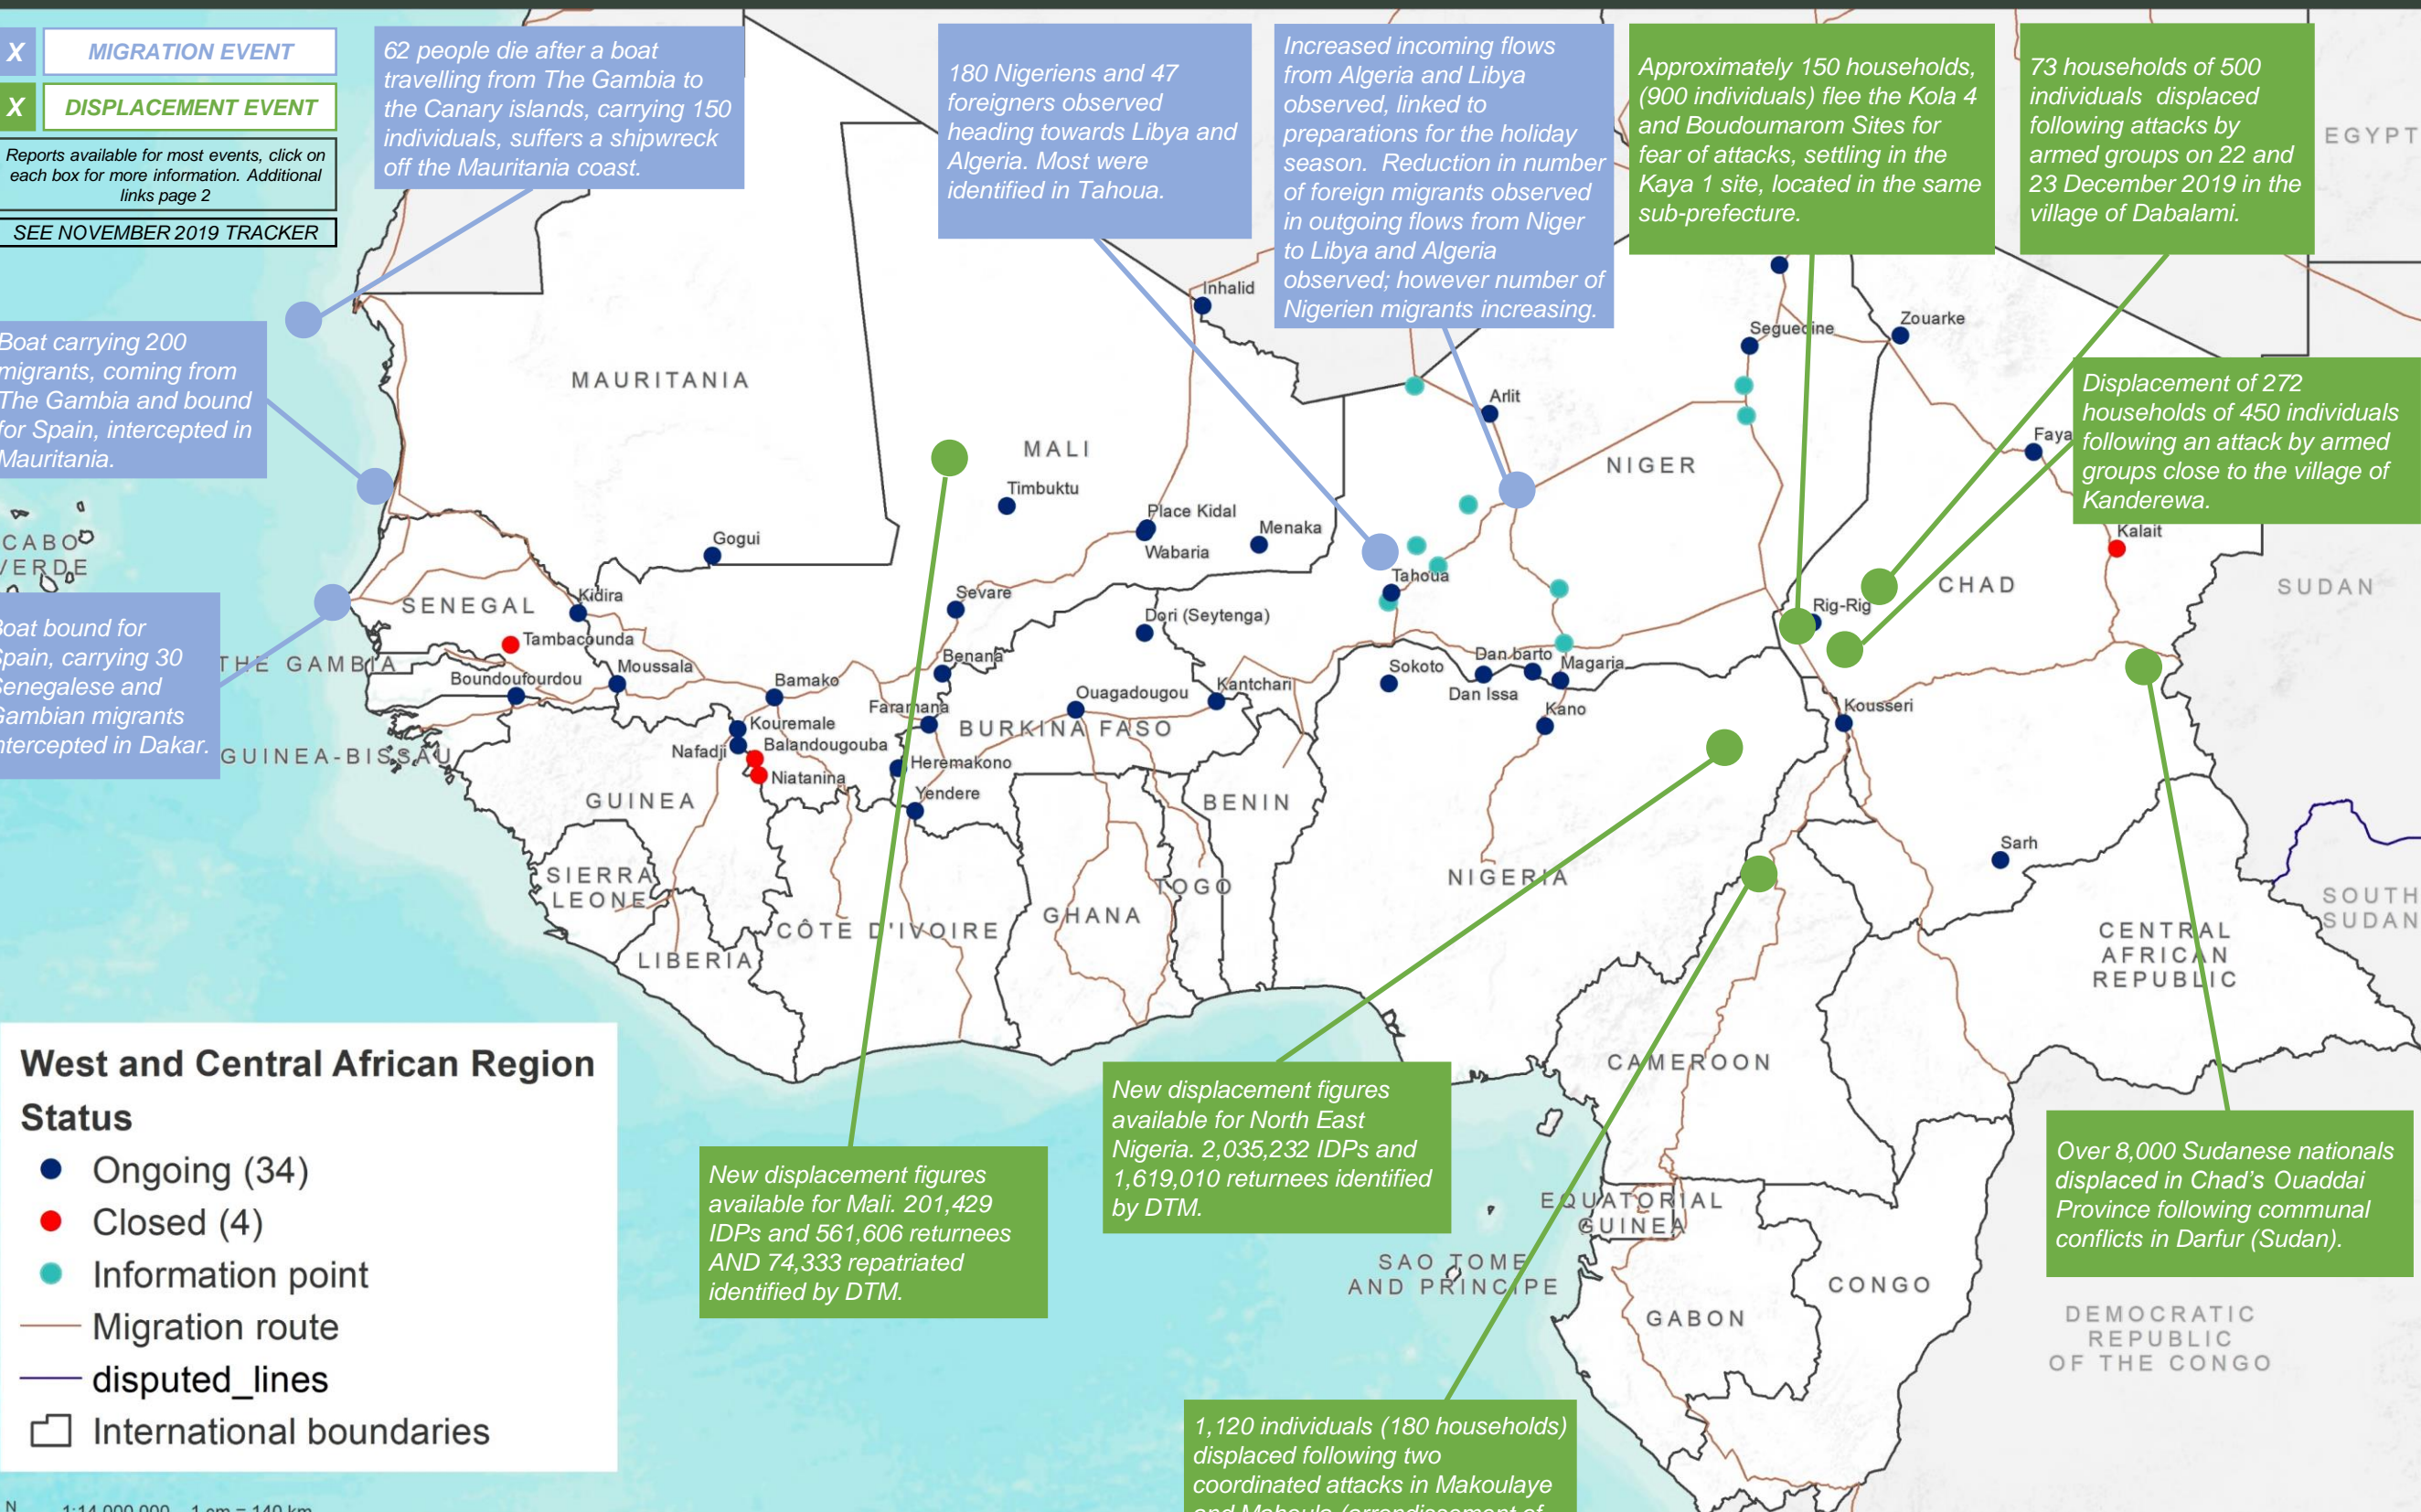 X
MIGRATION EVENT
X
DISPLACEMENT EVENT
Reports available for most events, click on
each box for more information. Additional
links page 2
SEE NOVEMBER 2019 TRACKER
62 people die after a boat
travelling from The Gambia to
the Canary islands, carrying 150
individuals, suffers a shipwreck
off the Mauritania coast.
180 Nigeriens and 47
foreigners observed
heading towards Libya and
Algeria. Most were
identified in Tahoua.
Increased incoming flows
from Algeria and Libya
observed, linked to
preparations for the holiday
season. Reduction in number
of foreign migrants observed
in outgoing flows from Niger
to Libya and Algeria
observed; however number of
Nigerien migrants increasing.
Approximately 150 households,
(900 individuals) flee the Kola 4
and Boudoumarom Sites for
fear of attacks, settling in the
Kaya 1 site, located in the same
sub-prefecture.
73 households of 500
individuals displaced
following attacks by
armed groups on 22 and
23 December 2019 in the
village of Dabalami.
EGYPT
Boat carrying 200
migrants, coming from
The Gambia and bound
for Spain, intercepted in
Mauritania.
Displacement of 272
households of 450 individuals
following an attack by armed
groups close to the village of
Kanderewa.
Inhalid
Seguedine
Zouarke
MAURITANIA
Arlit
MALI
NIGER
Faya
Timbuktu
Place Kidal
Wabaria
Menaka
Gogui
Kalait
CABO
VERDE
Tahoua
CHAD
SUDAN
SENEGAL
Kidira
Sevare
Dori (Seytenga)
Rig-Rig
Boat bound for
Spain, carrying 30
Senegalese and
Gambian migrants
intercepted in Dakar.
Tambacounda
THE GAMBIA
Boundoufourdou
Moussala
Bamako
Benana
Ouagadougou
Kantchari
Sokoto
Dan barto
Dan Issa
Magaria
Faramana
BURKINA FASO
Kano
Kousseri
Kouremale
Nafadji
Balandougouba
GUINEA-BISSAU
Heremakono
Niatanina
GUINEA
Yendere
BENIN
Sarh
SIERRA
LEONE
TOGO
NIGERIA
GHANA
CÔTE D'IVOIRE
LIBERIA
SOUTH
SUDAN
CENTRAL
AFRICAN
REPUBLIC
West and Central African Region
Status
Ongoing (34)
Closed (4)
Information point
Migration route
disputed_lines
International boundaries
CAMEROON
New displacement figures
available for North East
Nigeria. 2,035,232 IDPs and
1,619,010 returnees identified
by DTM.
New displacement figures
available for Mali. 201,429
IDPs and 561,606 returnees
AND 74,333 repatriated
identified by DTM.
Over 8,000 Sudanese nationals
displaced in Chad's Ouaddai
Province following communal
conflicts in Darfur (Sudan).
EQUATORIAL
GUINEA
SAO TOME
AND PRINCIPE
CONGO
GABON
DEMOCRATIC
REPUBLIC
OF THE CONGO
1,120 individuals (180 households)
displaced following two
coordinated attacks in Makoulaye
and Mahoula (arrondissement of
N
1:14,000,000 1 cm = 140 km